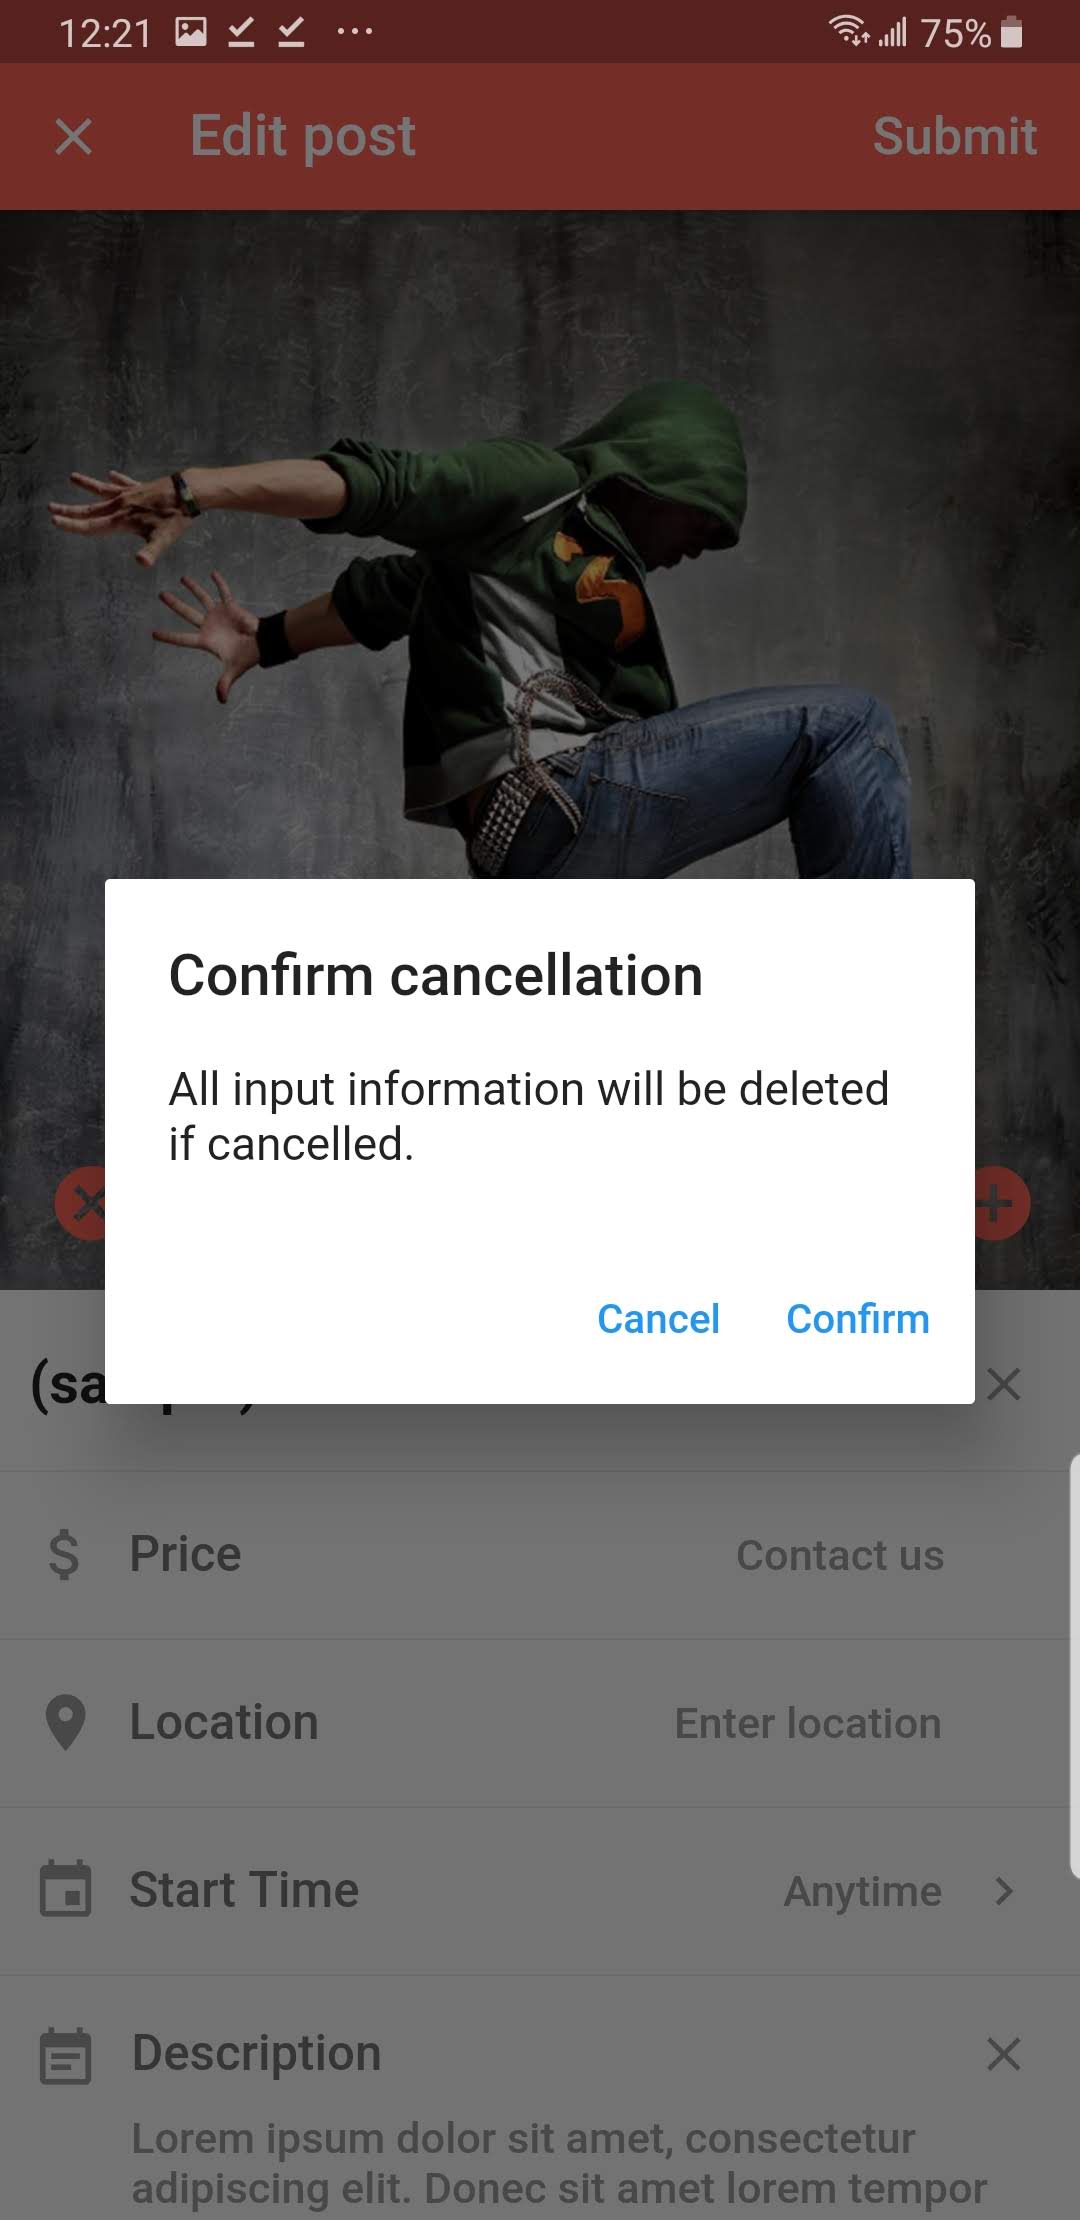 12:21
75%
Edit post
Submit
Confirm cancellation
All input information will be deleted
if cancelled.
Cancel
Confirm
Price
Contact us
Location
Enter location
Start Time
Anytime
Description
Lorem ipsum dolor sit amet, consectetur
adipiscing elit. Donec sit amet lorem tempor